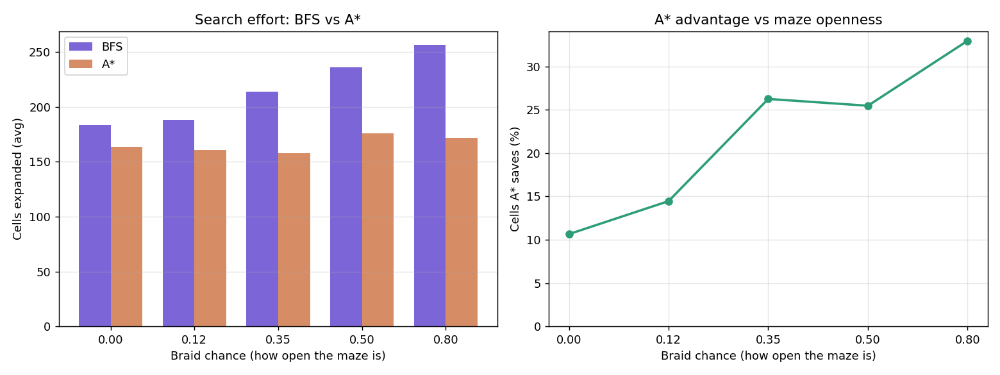 Search effort: BFS vs A*
BFS
A*
Cells expanded (avg)
250
200
150
100
50
0
0.00 0.12 0.35 0.50 0.80
Braid chance (how open the maze is)
A* advantage vs maze openness
Cells A* saves (%)
30
25
20
15
10
5
0
0.00 0.12 0.35 0.50 0.80
Braid chance (how open the maze is)